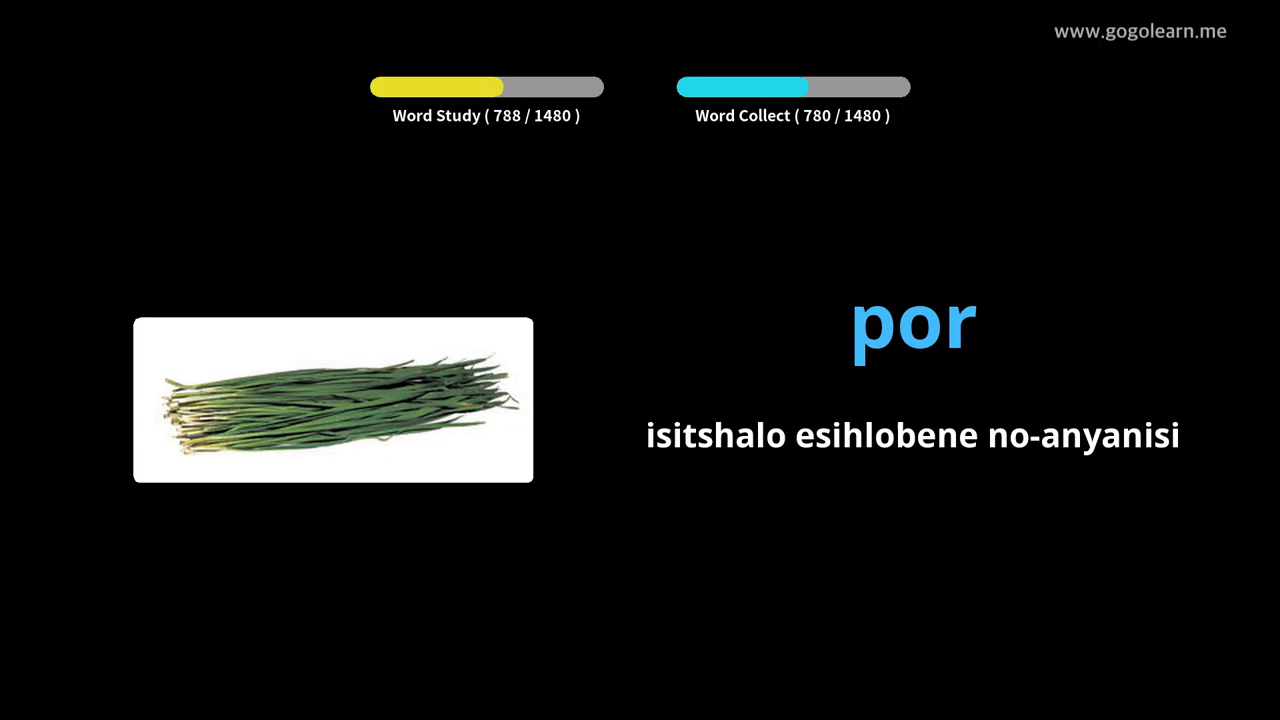 www.gogolearn.me
Word Study ( 788 / 1480 )
Word Collect ( 780 / 1480 )
por
isitshalo esihlobene no-anyanisi